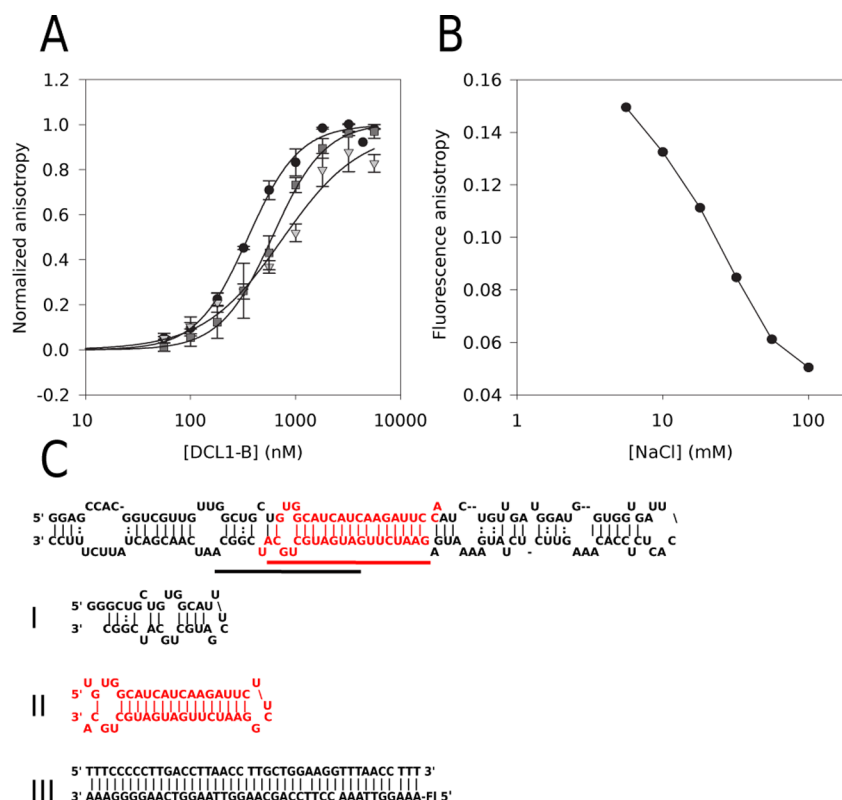 A
B
1.2
1.0
0.8
0.6
0.4
0.2
0.0
-0.2
Normalized anisotropy
10
100
1000
10000
[DCL1-B] (nM)
0.16
0.14
0.12
0.10
0.08
0.06
0.04
Fluorescence anisotropy
1
10
100
[NaCl] (mM)
C
CCAC- UUG C UG A C-- U U G-- U UU
5' GGAG GGUCGUUG GCUG UG GCAUCAUCAAGAUUC CAU UGU GA GGAU GUGG GA \
3' CCUU UCAGCAAC CGGC AC CGUAGUAGUUCUAAG GUA GUA CU CUUG CACC CU C
UCUUA UAA U GU A AAA U - AAA U CA
I
C UG U
5' GGGCUG UG GCAU \
U
3' CGGC AC CGUA C
U GU G
II
U UG U
5' G GCAUCAUCAAGAUUC \
U
3' C CGUAGUAGUUCUAAG C
A GU G
III
5' TTTCCCCCTTGACCTTAACC TTGCTGGAAGGTTTAACC TTT 3'
3' AAAGGGGAACTGGAATTGGAACGACCTTCC AAATTGGAAA-Fl 5'